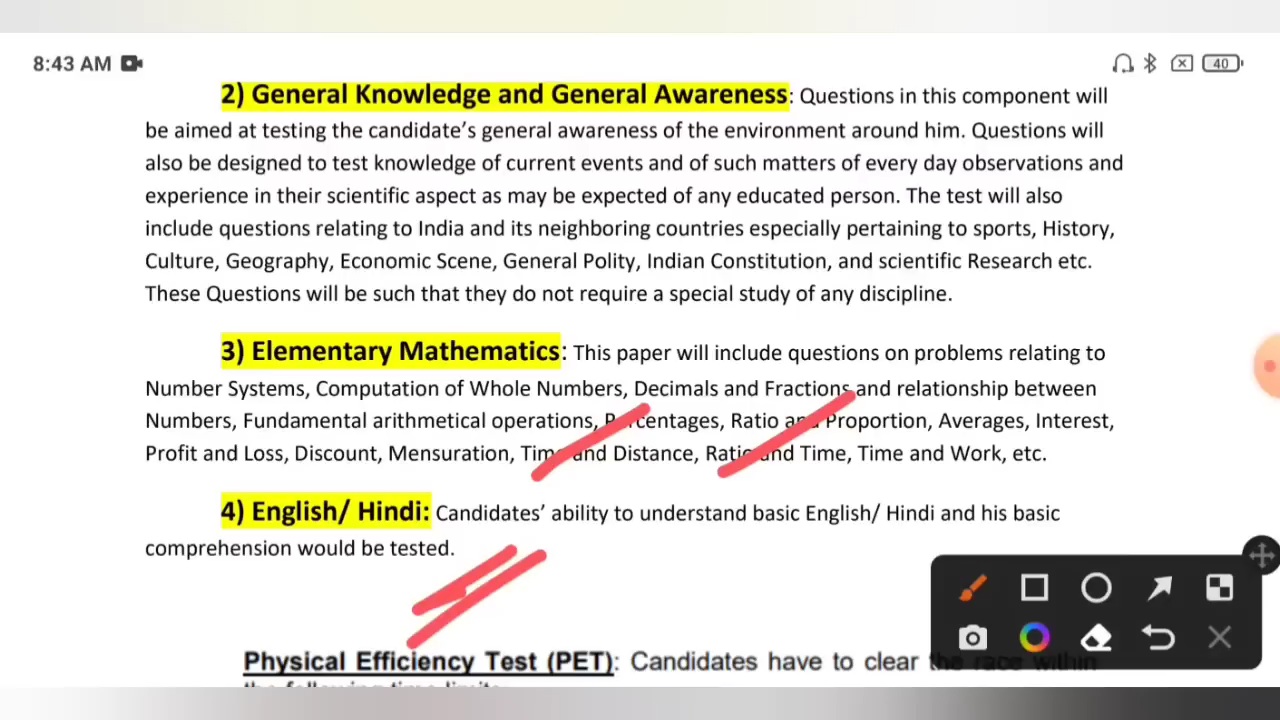 8:43 AM
40
2) General Knowledge and General Awareness: Questions in this component will
be aimed at testing the candidate's general awareness of the environment around him. Questions will
also be designed to test knowledge of current events and of such matters of every day observations and
experience in their scientific aspect as may be expected of any educated person. The test will also
include questions relating to India and its neighboring countries especially pertaining to sports, History,
Culture, Geography, Economic Scene, General Polity, Indian Constitution, and scientific Research etc.
These Questions will be such that they do not require a special study of any discipline.
3) Elementary Mathematics: This paper will include questions on problems relating to
Number Systems, Computation of Whole Numbers, Decimals and Fractions and relationship between
Numbers, Fundamental arithmetical operations, Percentages, Ratio and Proportion, Averages, Interest,
Profit and Loss, Discount, Mensuration, Time and Distance, Ratio and Time, Time and Work, etc.
4) English/ Hindi: Candidates' ability to understand basic English/ Hindi and his basic
comprehension would be tested.
Physical Efficiency Test (PET): Candidates have to clear the race within
the following time limits: